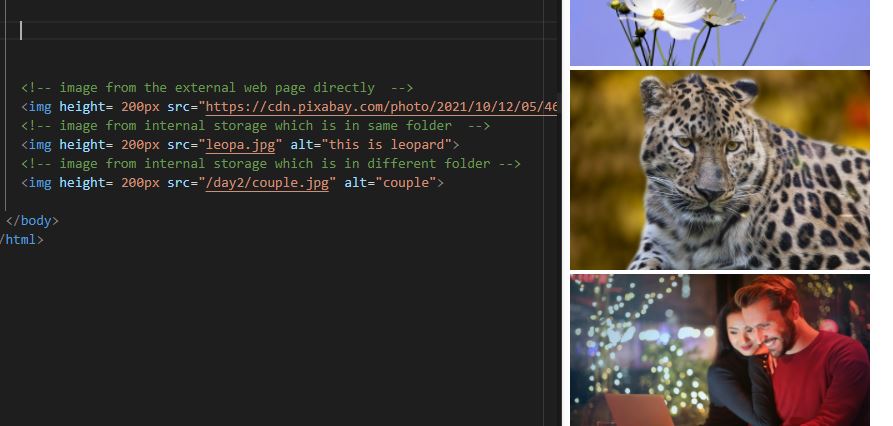 <!-- image from the external web page directly  -->
<img height= 200px src="https://cdn.pixabay.com/photo/2021/10/12/05/46
<!-- image from internal storage which is in same folder  -->
<img height= 200px src="leopa.jpg" alt="this is leopard">
<!-- image from internal storage which is in different folder -->
<img height= 200px src="/day2/couple.jpg" alt="couple">
</body>
/html>